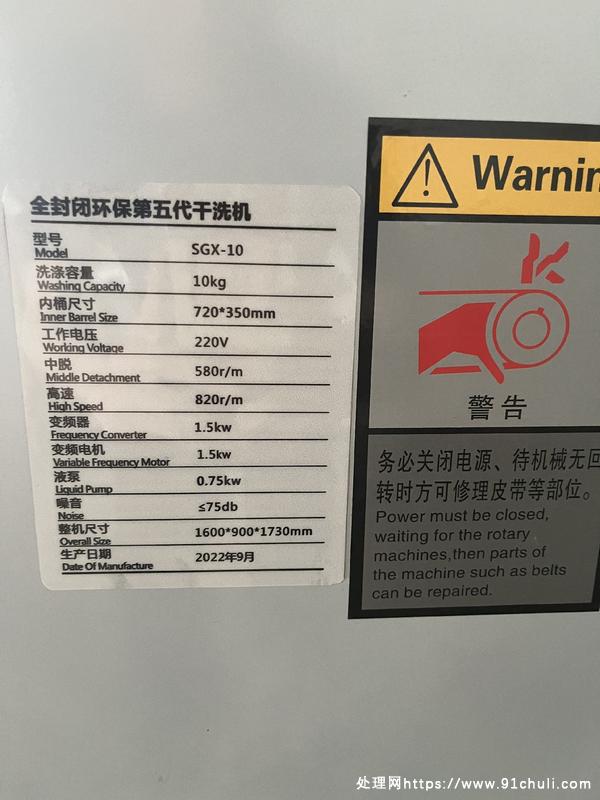 全封闭环保第五代干洗机
型号
Model
SGX-10
洗涤容量
Washing Capacity
10kg
内桶尺寸
Inner Barrel Size
720*350mm
工作电压
Working Voltage
220V
中脱
Middle Detachment
580r/m
高速
High Speed
820r/m
变频器
Frequency Converter
1.5kw
变频电机
Variable Frequency Motor
1.5kw
液泵
Liquid Pump
0.75kw
噪音
Noise
≤75db
整机尺寸
Overall Size
1600*900*1730mm
生产日期
Date Of Manufacture
2022年9月
Warnin
警告
务必关闭电源、待机械无回
转时方可修理皮带等部位。
Power must be closed,
waiting for the rotary
machines,then parts of
the machine such as belts
can be repaired.
处理网https://www.91chuli.com